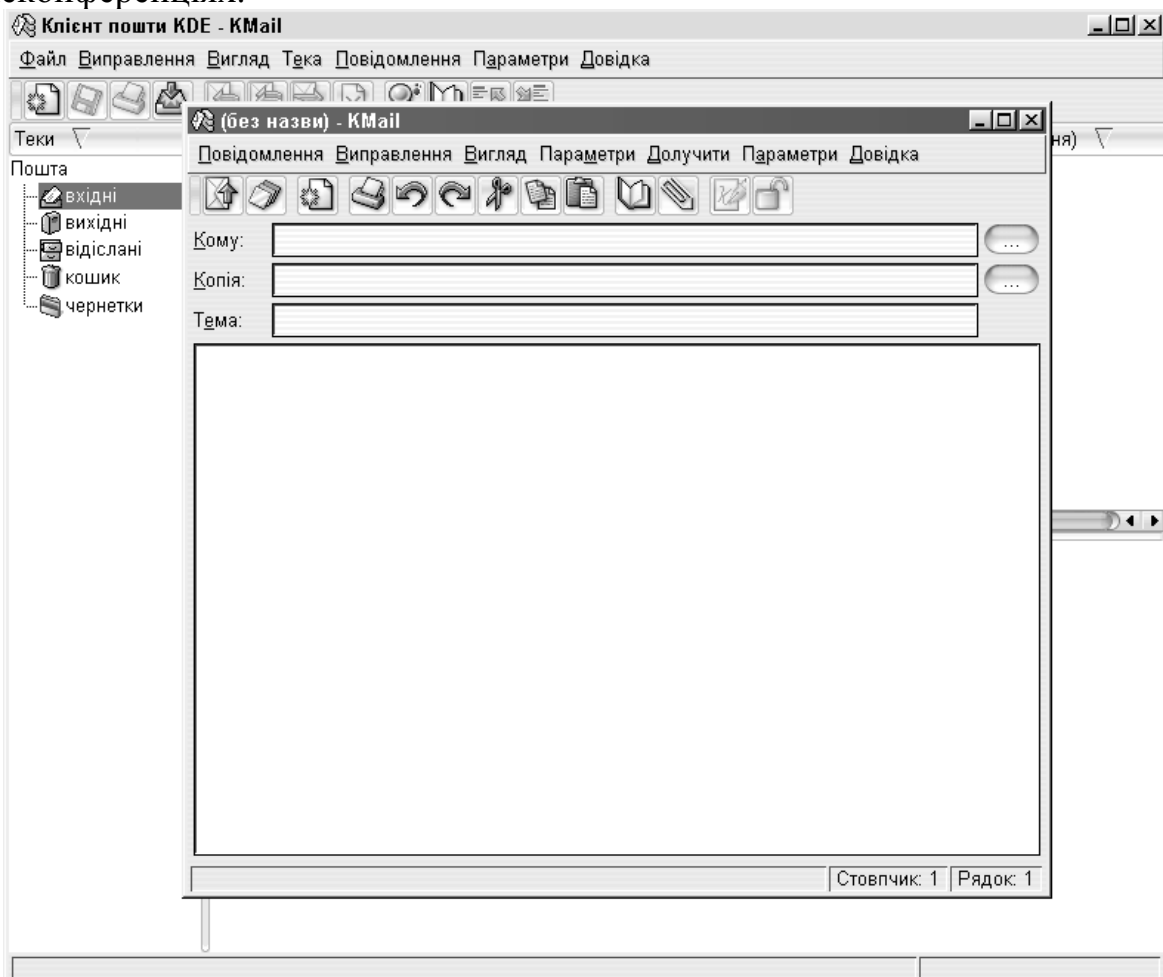 Клієнт пошти KDE - KMail
Файл Виправлення Вигляд Тека Повідомлення Параметри Довідка
(без назви) - KMail
Теки
ня)
Повідомлення Виправлення Вигляд Параметри Долучити Параметри Довідка
Пошта
вхідні
вихідні
відіслані
кошик
чернетки
Кому:
...
Копія:
...
Тема:
Стовпчик: 1 Рядок: 1